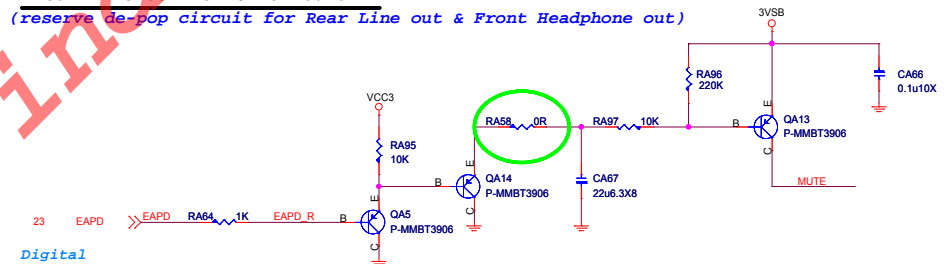 (reserve de-pop circuit for Rear Line out & Front Headphone out)
3VSB
RA96
220K
CA66
0.1u10X
VCC3
RA58 0R
RA97 10K
B
E
QA13
P-MMBT3906
C
MUTE
RA95
10K
E
B
QA14
P-MMBT3906
C
CA67
22u6.3X8
23 EAPD EAPD RA64 1K EAPD_R
B
E
QA5
P-MMBT3906
C
Digital